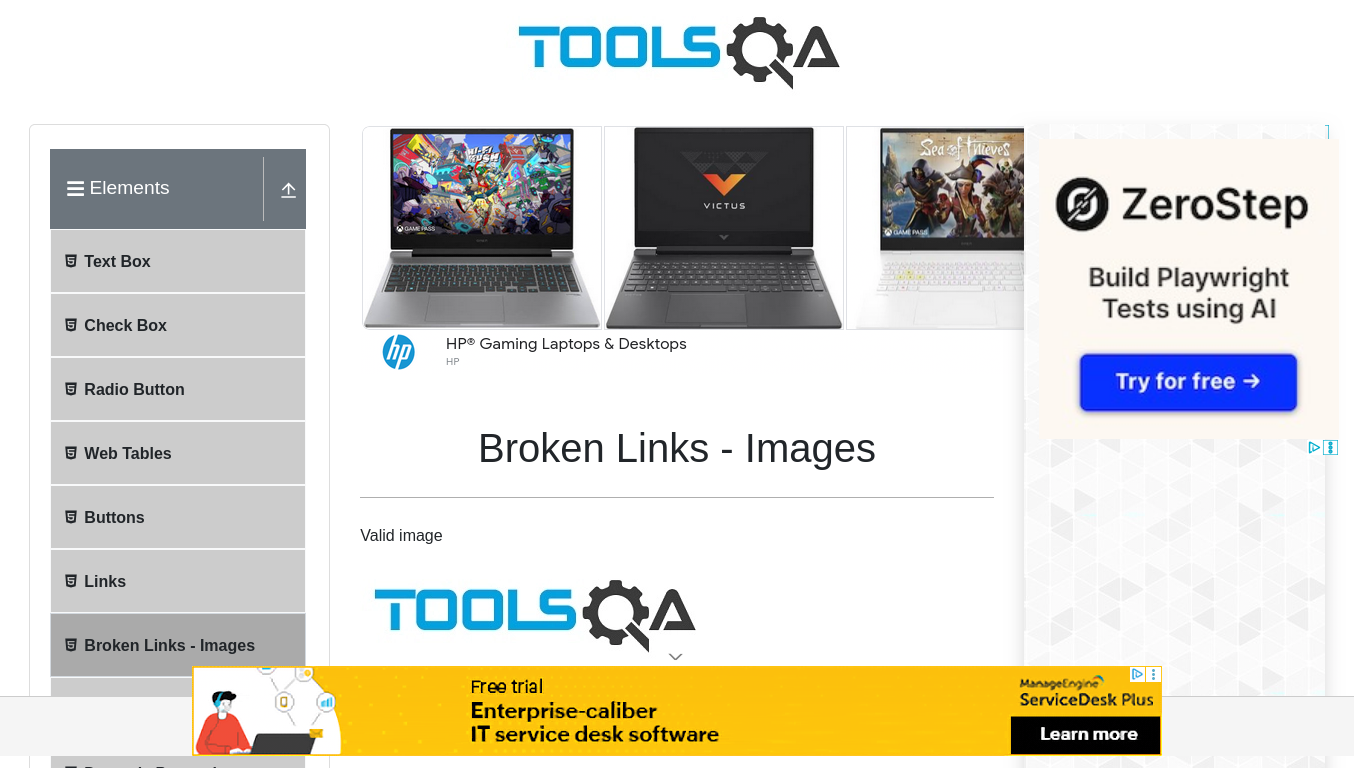 TOOLSQA
Elements
Text Box
Check Box
Radio Button
Web Tables
Buttons
Links
Broken Links - Images
HI-FI RUSH
GAME PASS
VICTUS
Sea of Thieves
GAME PASS
hp
HP® Gaming Laptops & Desktops
HP
Broken Links - Images
Valid image
TOOLSQA
ZeroStep
Build Playwright
Tests using AI
Try for free →
Free trial
Enterprise-caliber
IT service desk software
ManageEngine
ServiceDesk Plus
Learn more